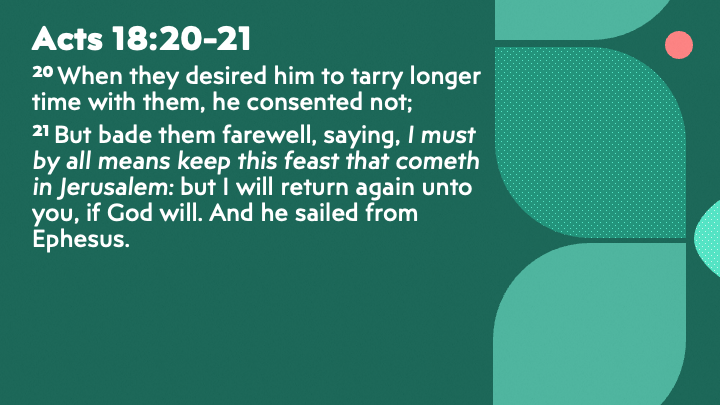 Acts 18:20-21
²⁰ When they desired him to tarry longer
time with them, he consented not;
²¹ But bade them farewell, saying, I must
by all means keep this feast that cometh
in Jerusalem: but I will return again unto
you, if God will. And he sailed from
Ephesus.